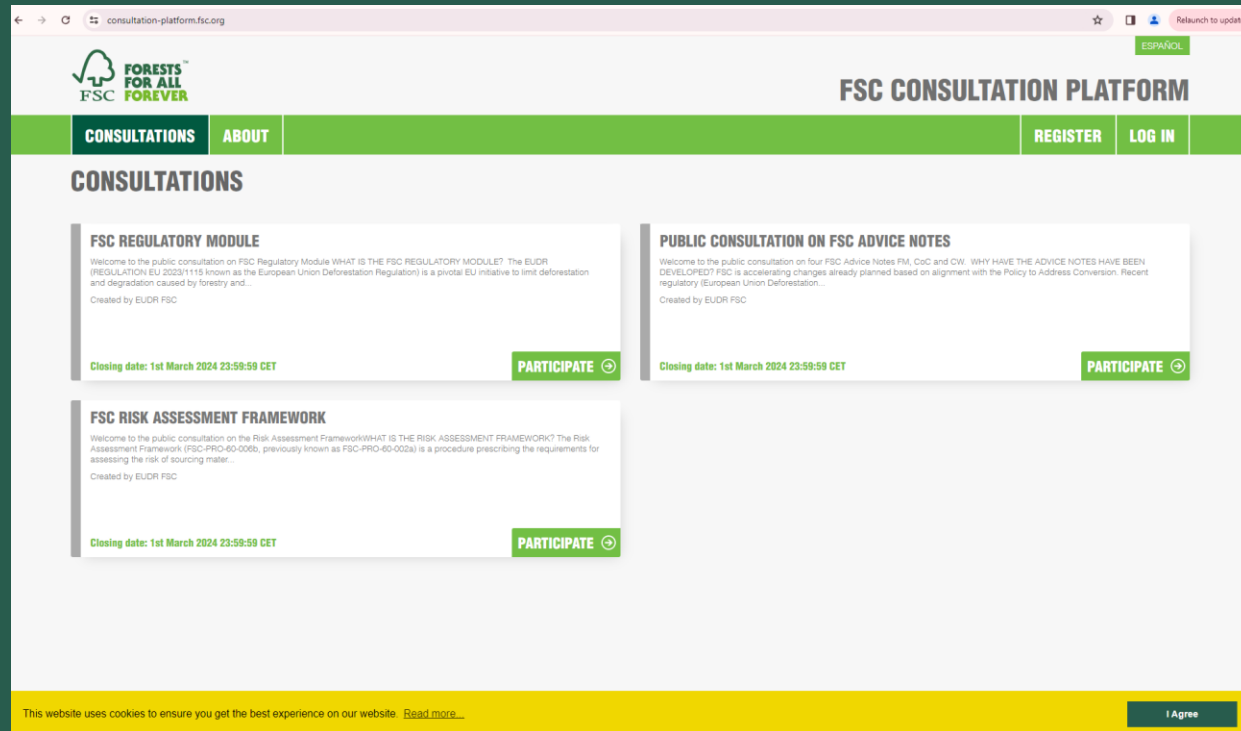 consultation-platform.fsc.org
Relaunch to update
ESPAÑOL
FORESTS™
FOR ALL
FOREVER
FSC
FSC CONSULTATION PLATFORM
CONSULTATIONS
ABOUT
REGISTER
LOG IN
CONSULTATIONS
FSC REGULATORY MODULE
Welcome to the public consultation on FSC Regulatory Module WHAT IS THE FSC REGULATORY MODULE? The EUDR
(REGULATION EU 2023/1115 known as the European Union Deforestation Regulation) is a pivotal EU initiative to limit deforestation
and degradation caused by forestry and...
Created by EUDR FSC
Closing date: 1st March 2024 23:59:59 CET
PARTICIPATE
PUBLIC CONSULTATION ON FSC ADVICE NOTES
Welcome to the public consultation on four FSC Advice Notes FM, CoC and CW. WHY HAVE THE ADVICE NOTES HAVE BEEN
DEVELOPED? FSC is accelerating changes already planned based on alignment with the Policy to Address Conversion. Recent
regulatory (European Union Deforestation...
Created by EUDR FSC
Closing date: 1st March 2024 23:59:59 CET
PARTICIPATE
FSC RISK ASSESSMENT FRAMEWORK
Welcome to the public consultation on the Risk Assessment FrameworkWHAT IS THE RISK ASSESSMENT FRAMEWORK? The Risk
Assessment Framework (FSC-PRO-60-006b, previously known as FSC-PRO-60-002a) is a procedure prescribing the requirements for
assessing the risk of sourcing mater...
Created by EUDR FSC
Closing date: 1st March 2024 23:59:59 CET
PARTICIPATE
This website uses cookies to ensure you get the best experience on our website. Read more...
I Agree